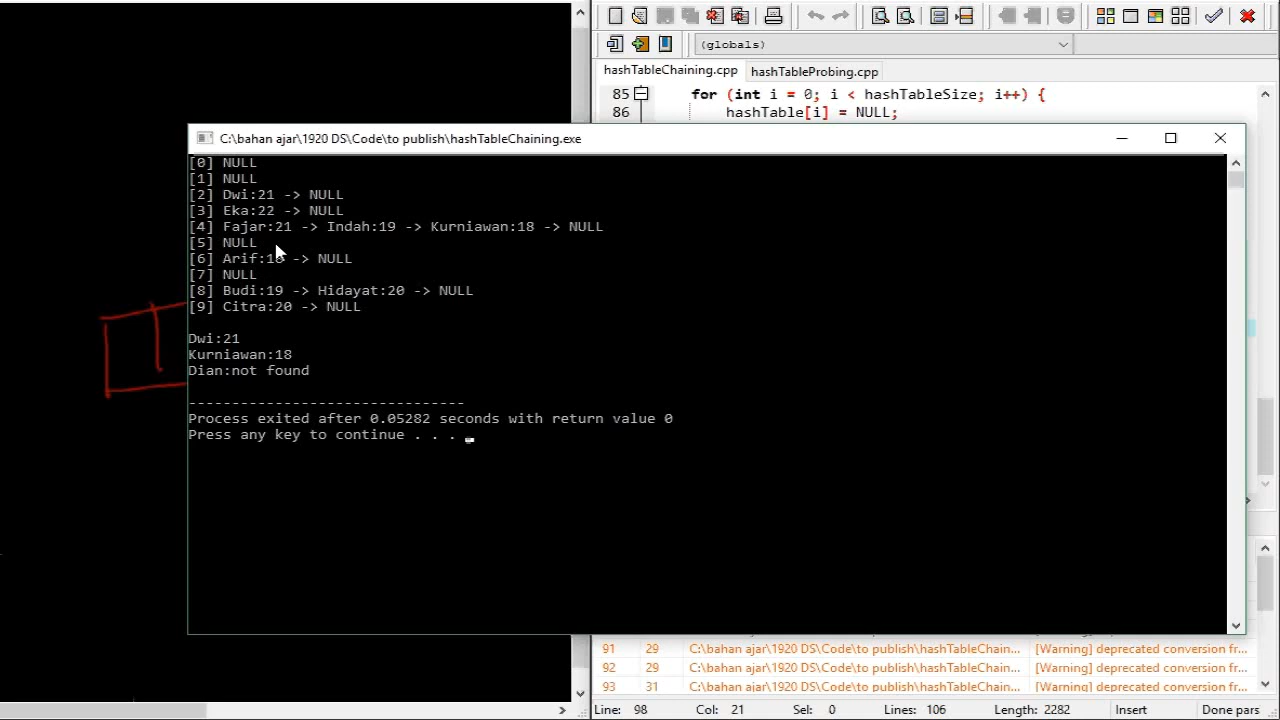 (globals)
hashTableChaining.cpp hashTableProbing.cpp
85 for (int i = 0; i < hashTableSize; i++) {
86 hashTable[i] = NULL;
C:\bahan ajar\1920 DS\Code\to publish\hashTableChaining.exe
[0] NULL
[1] NULL
[2] Dwi:21 -> NULL
[3] Eka:22 -> NULL
[4] Fajar:21 -> Indah:19 -> Kurniawan:18 -> NULL
[5] NULL
[6] Arif:18 -> NULL
[7] NULL
[8] Budi:19 -> Hidayat:20 -> NULL
[9] Citra:20 -> NULL
Dwi:21
Kurniawan:18
Dian:not found
--------------------------------
Process exited after 0.05282 seconds with return value 0
Press any key to continue . . .
91 29 C:\bahan ajar\1920 DS\Code\to publish\hashTableChain... [Warning] deprecated conversion fr...
92 29 C:\bahan ajar\1920 DS\Code\to publish\hashTableChain... [Warning] deprecated conversion fr...
93 31 C:\bahan ajar\1920 DS\Code\to publish\hashTableChain... [Warning] deprecated conversion fr...
Line: 98 Col: 21 Sel: 0 Lines: 106 Length: 2282 Insert Done pars